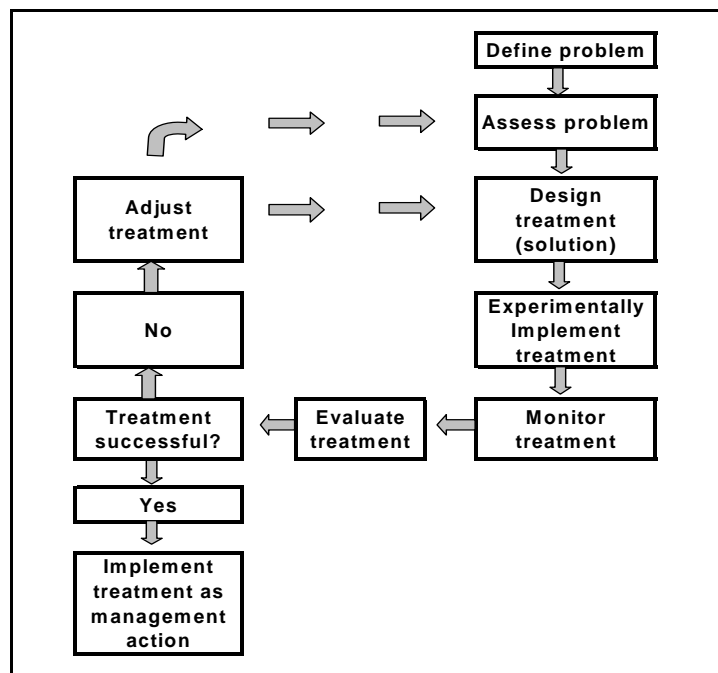 Define problem
Assess problem
Design
treatment
(solution)
Experimentally
Implement
treatment
Monitor
treatment
Evaluate
treatment
Treatment
successful?
No
Adjust
treatment
Yes
Implement
treatment as
management
action